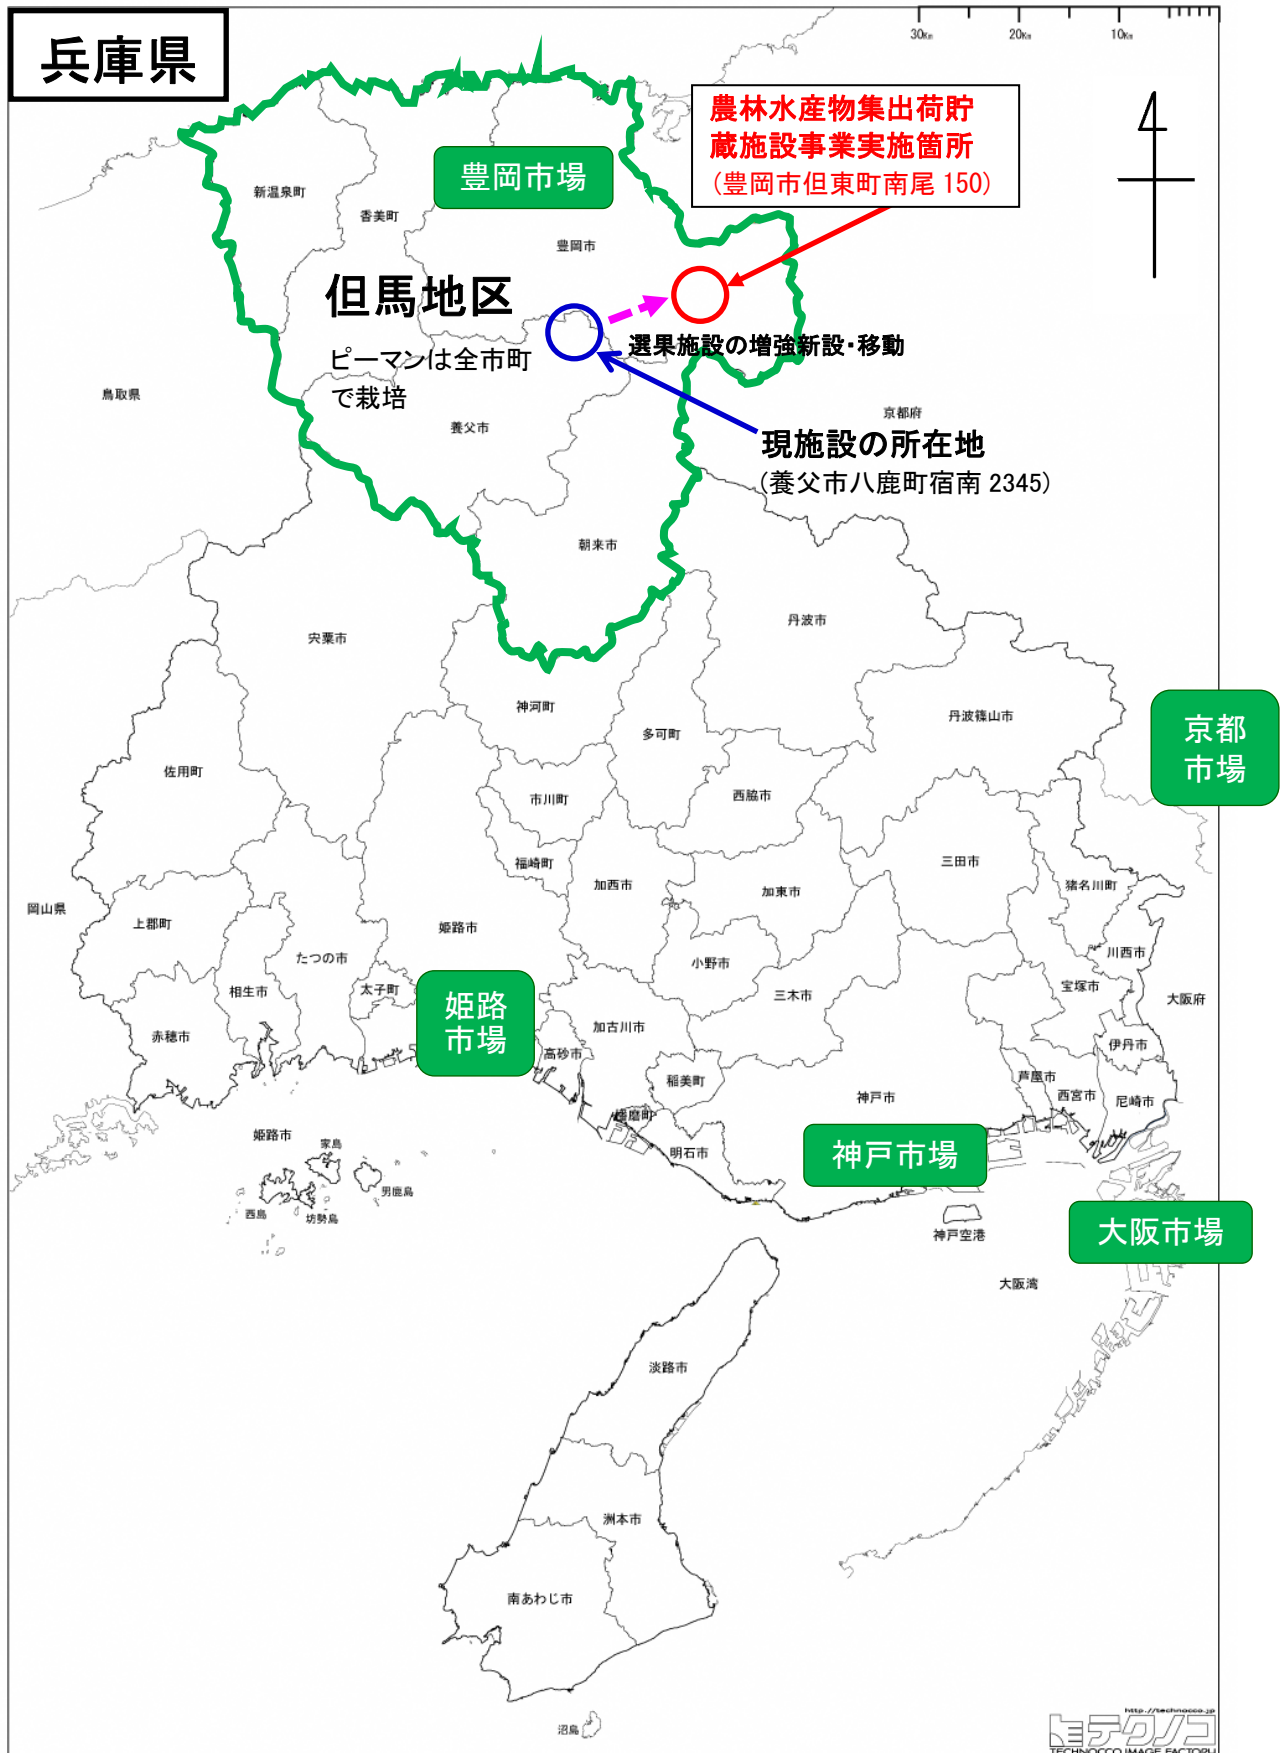 兵庫県
30Km 20Km 10Km
農林水産物集出荷貯
蔵施設事業実施箇所
(豊岡市但東町南尾 150)
豊岡市場
新温泉町
香美町
豊岡市
但馬地区
ピーマンは全市町
で栽培
選果施設の増強新設・移動
鳥取県
養父市
京都府
現施設の所在地
(養父市八鹿町宿南 2345)
朝来市
丹波市
宍粟市
神河町
多可町
丹波篠山市
京都
市場
佐用町
市川町
西脇市
福崎町
加西市
加東市
三田市
猪名川町
岡山県
上郡町
姫路市
たつの市
小野市
川西市
相生市
太子町
三木市
宝塚市
大阪府
姫路
市場
赤穂市
加古川市
高砂市
伊丹市
稲美町
芦屋市
神戸市
西宮市
尼崎市
播磨町
姫路市
家島
明石市
神戸市場
男鹿島
西島
坊勢島
神戸空港
大阪市場
大阪湾
淡路市
洲本市
南あわじ市
沼島
http://technocco.jp
テクノコ
TECHNOCCO IMAGE FACTORY